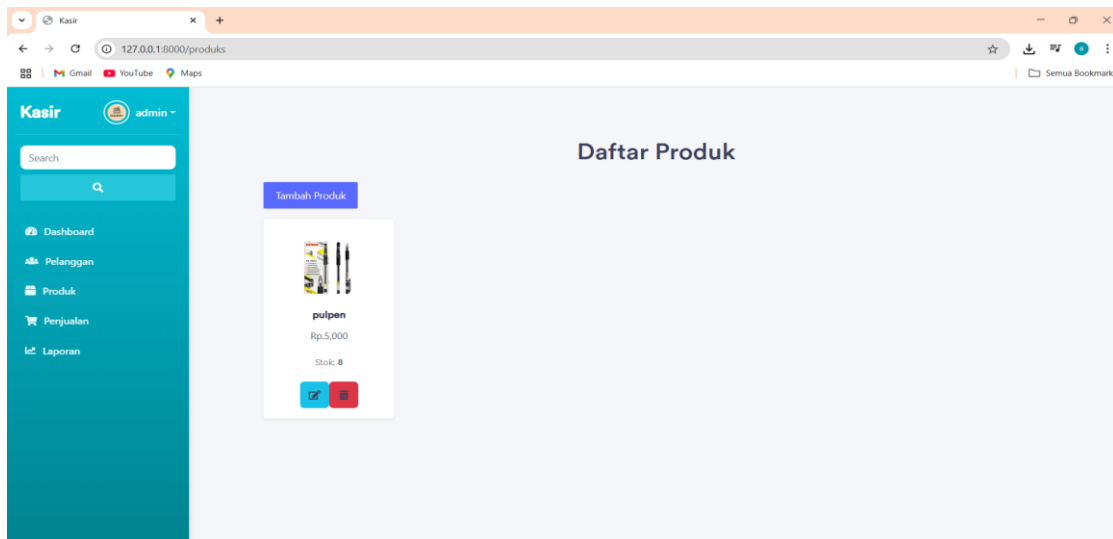 Kasir
127.0.0.1:8000/produks
Gmail YouTube Maps
Semua Bookmark
Kasir admin
Search
Dashboard
Pelanggan
Produk
Penjualan
Laporan
Daftar Produk
Tambah Produk
pulpen
Rp.5,000
Stok: 8